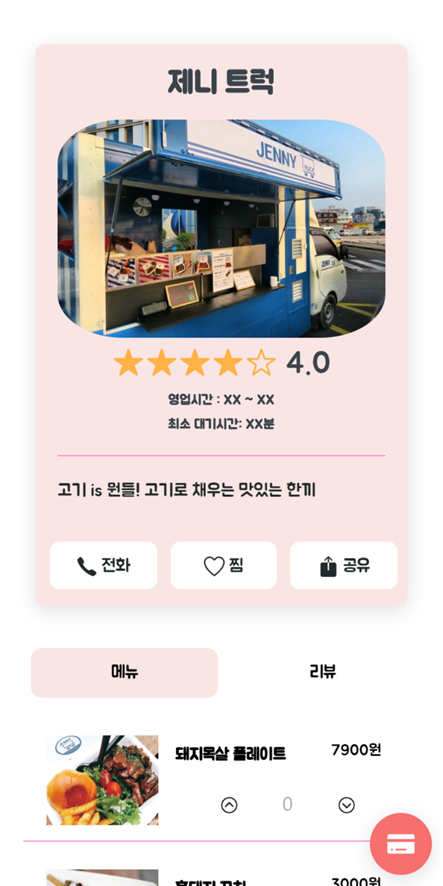 제니 트럭
JENNY
4.0
영업시간 : XX ~ XX
최소 대기시간: XX분
고기 is 뭔들! 고기로 채우는 맛있는 한끼
전화
찜
공유
메뉴
리뷰
돼지목살 플레이트
7900원
0
3000원